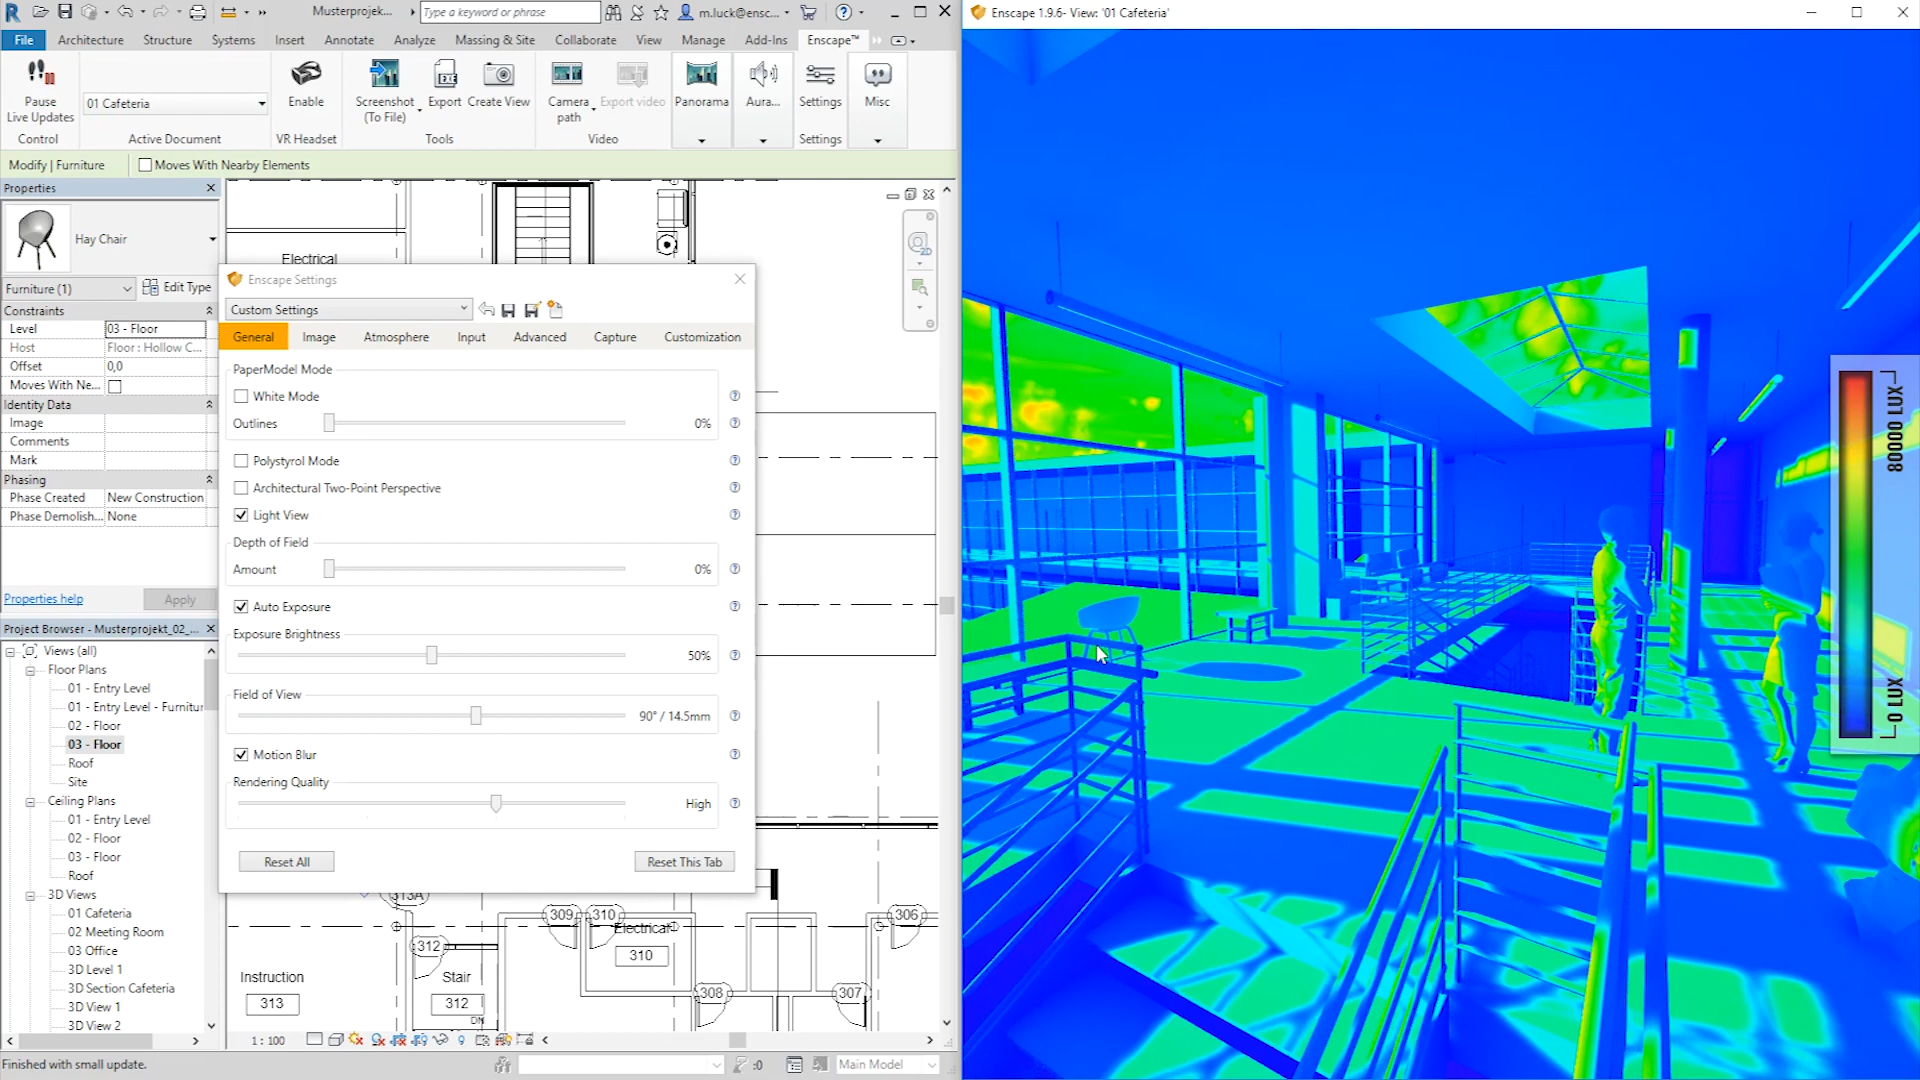 Musterprojek...
Type a keyword or phrase
m.luck@ensc...
File
Architecture
Structure
Systems
Insert
Annotate
Analyze
Massing & Site
Collaborate
View
Manage
Add-Ins
Enscape™
Pause
Live Updates
Control
01 Cafeteria
Active Document
Enable
VR Headset
Screenshot
(To File)
Export
Create View
Tools
Camera
path
Export video
Video
Panorama
Aura...
Settings
Settings
Misc
Modify | Furniture
Moves With Nearby Elements
Properties
Hay Chair
Furniture (1)
Edit Type
Constraints
Level 03 - Floor
Host Floor : Hollow C...
Offset 0,0
Moves With Ne...
Identity Data
Image
Comments
Mark
Phasing
Phase Created New Construction
Phase Demolish... None
Properties help
Apply
Project Browser - Musterprojekt_02_...
Views (all)
Floor Plans
01 - Entry Level
01 - Entry Level - Furnitur
02 - Floor
03 - Floor
Roof
Site
Ceiling Plans
01 - Entry Level
02 - Floor
03 - Floor
Roof
3D Views
01 Cafeteria
02 Meeting Room
03 Office
3D Level 1
3D Section Cafeteria
3D View 1
3D View 2
Finished with small update.
Electrical
2D
Enscape Settings
Custom Settings
General
Image
Atmosphere
Input
Advanced
Capture
Customization
PaperModel Mode
White Mode
Outlines 0%
Polystyrol Mode
Architectural Two-Point Perspective
Light View
Depth of Field
Amount 0%
Auto Exposure
Exposure Brightness
50%
Field of View
90° / 14.5mm
Motion Blur
Rendering Quality
High
Reset All
Reset This Tab
313A
309
310
306
312
Electrical
310
Instruction
313
Stair
312
308
307
DN
1 : 100
:0
Main Model
Enscape 1.9.6- View: '01 Cafeteria'
80000 LUX
0 LUX